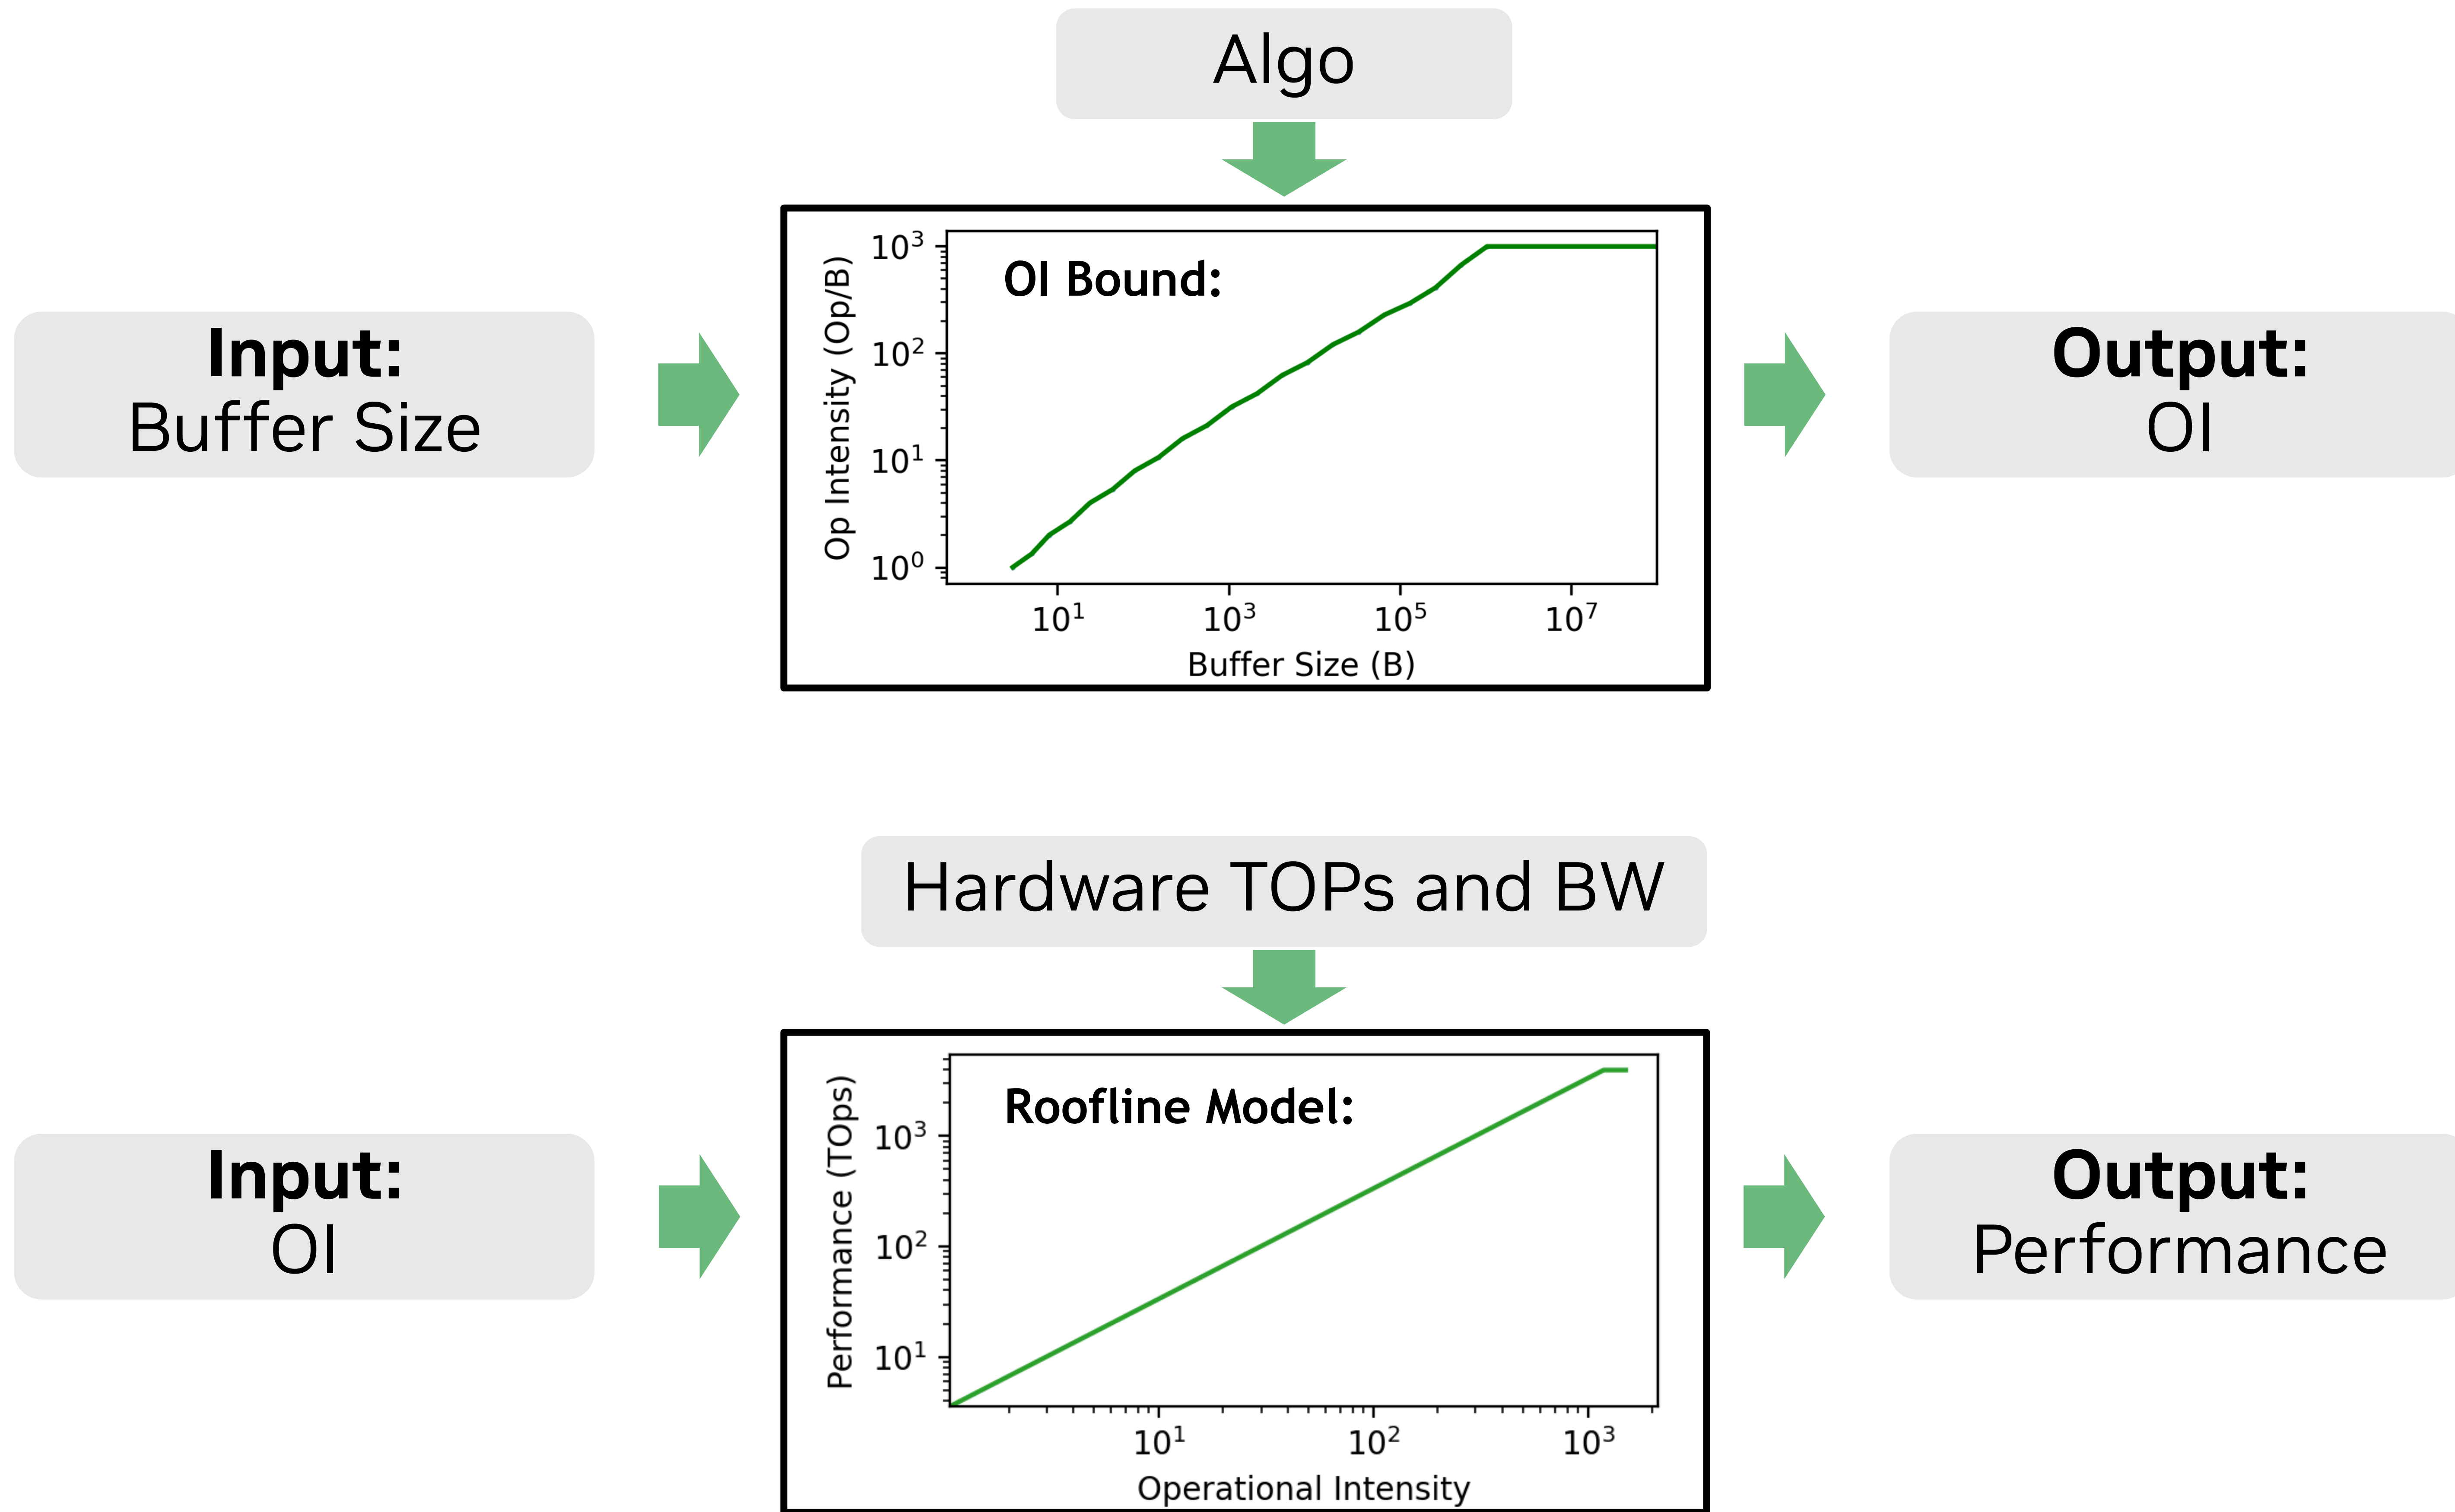 Algo
Input:
Buffer Size
Op Intensity (Op/B)
10³
10²
10¹
10⁰
OI Bound:
10¹ 10³ 10⁵ 10⁷
Buffer Size (B)
Output:
OI
Hardware TOPs and BW
Input:
OI
Performance (TOps)
10³
10²
10¹
Roofline Model:
10¹ 10² 10³
Operational Intensity
Output:
Performance